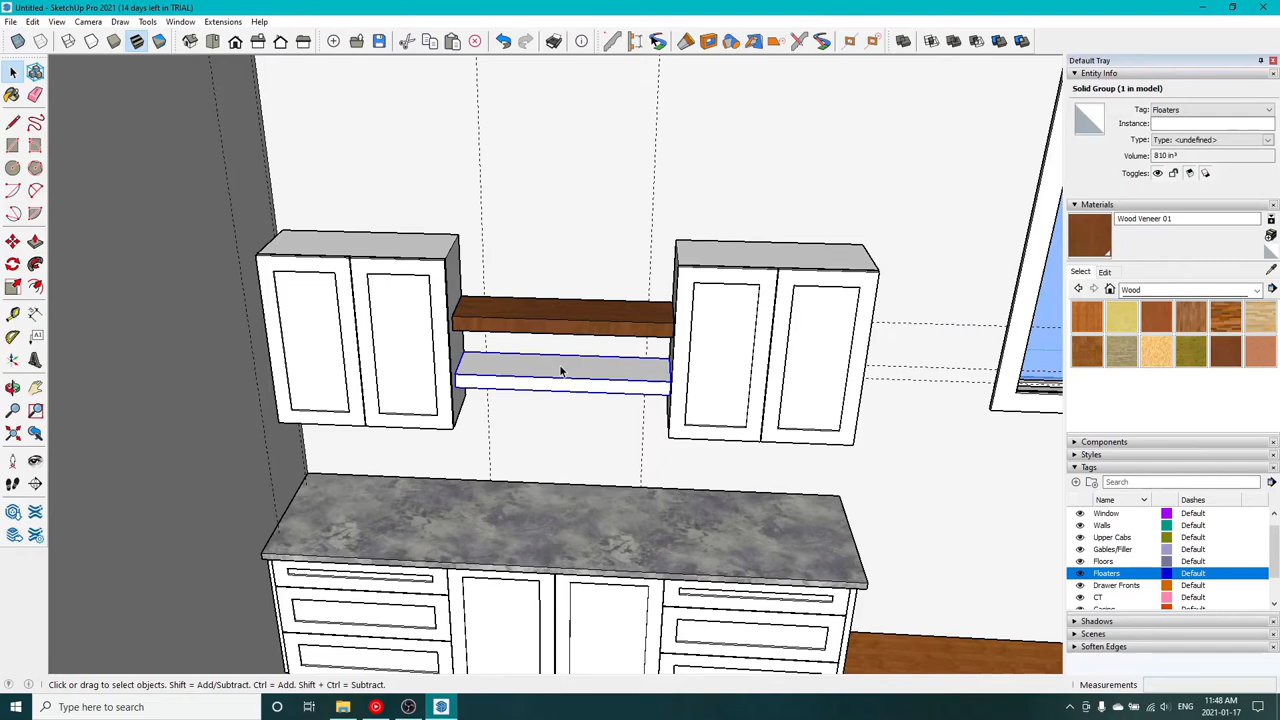 Untitled - SketchUp Pro 2021 (14 days left in TRIAL)
File Edit View Camera Draw Tools Window Extensions Help
Default Tray
Entity Info
Solid Group (1 in model)
Tag: Floaters
Instance:
Type: Type: <undefined>
Volume: 810 in³
Toggles:
Materials
Wood Veneer 01
Select Edit
Wood
Components
Styles
Tags
Search
Name Dashes
Window Default
Walls Default
Upper Cabs Default
Gables/Filler Default
Floors Default
Floaters Default
Drawer Fronts Default
CT Default
Default
Shadows
Scenes
Soften Edges
Click or drag to select objects. Shift = Add/Subtract. Ctrl = Add. Shift + Ctrl = Subtract.
Measurements
Type here to search
11:48 AM
2021-01-17